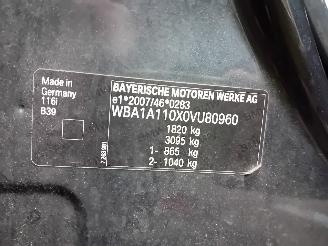 Made in
Germany
116i
B39
BAYERISCHE MOTOREN WERKE AG
e1*2007/46*0283
WBA1A110X0VU80960
1820 kg
3095 kg
1- 865 kg
2- 1040 kg